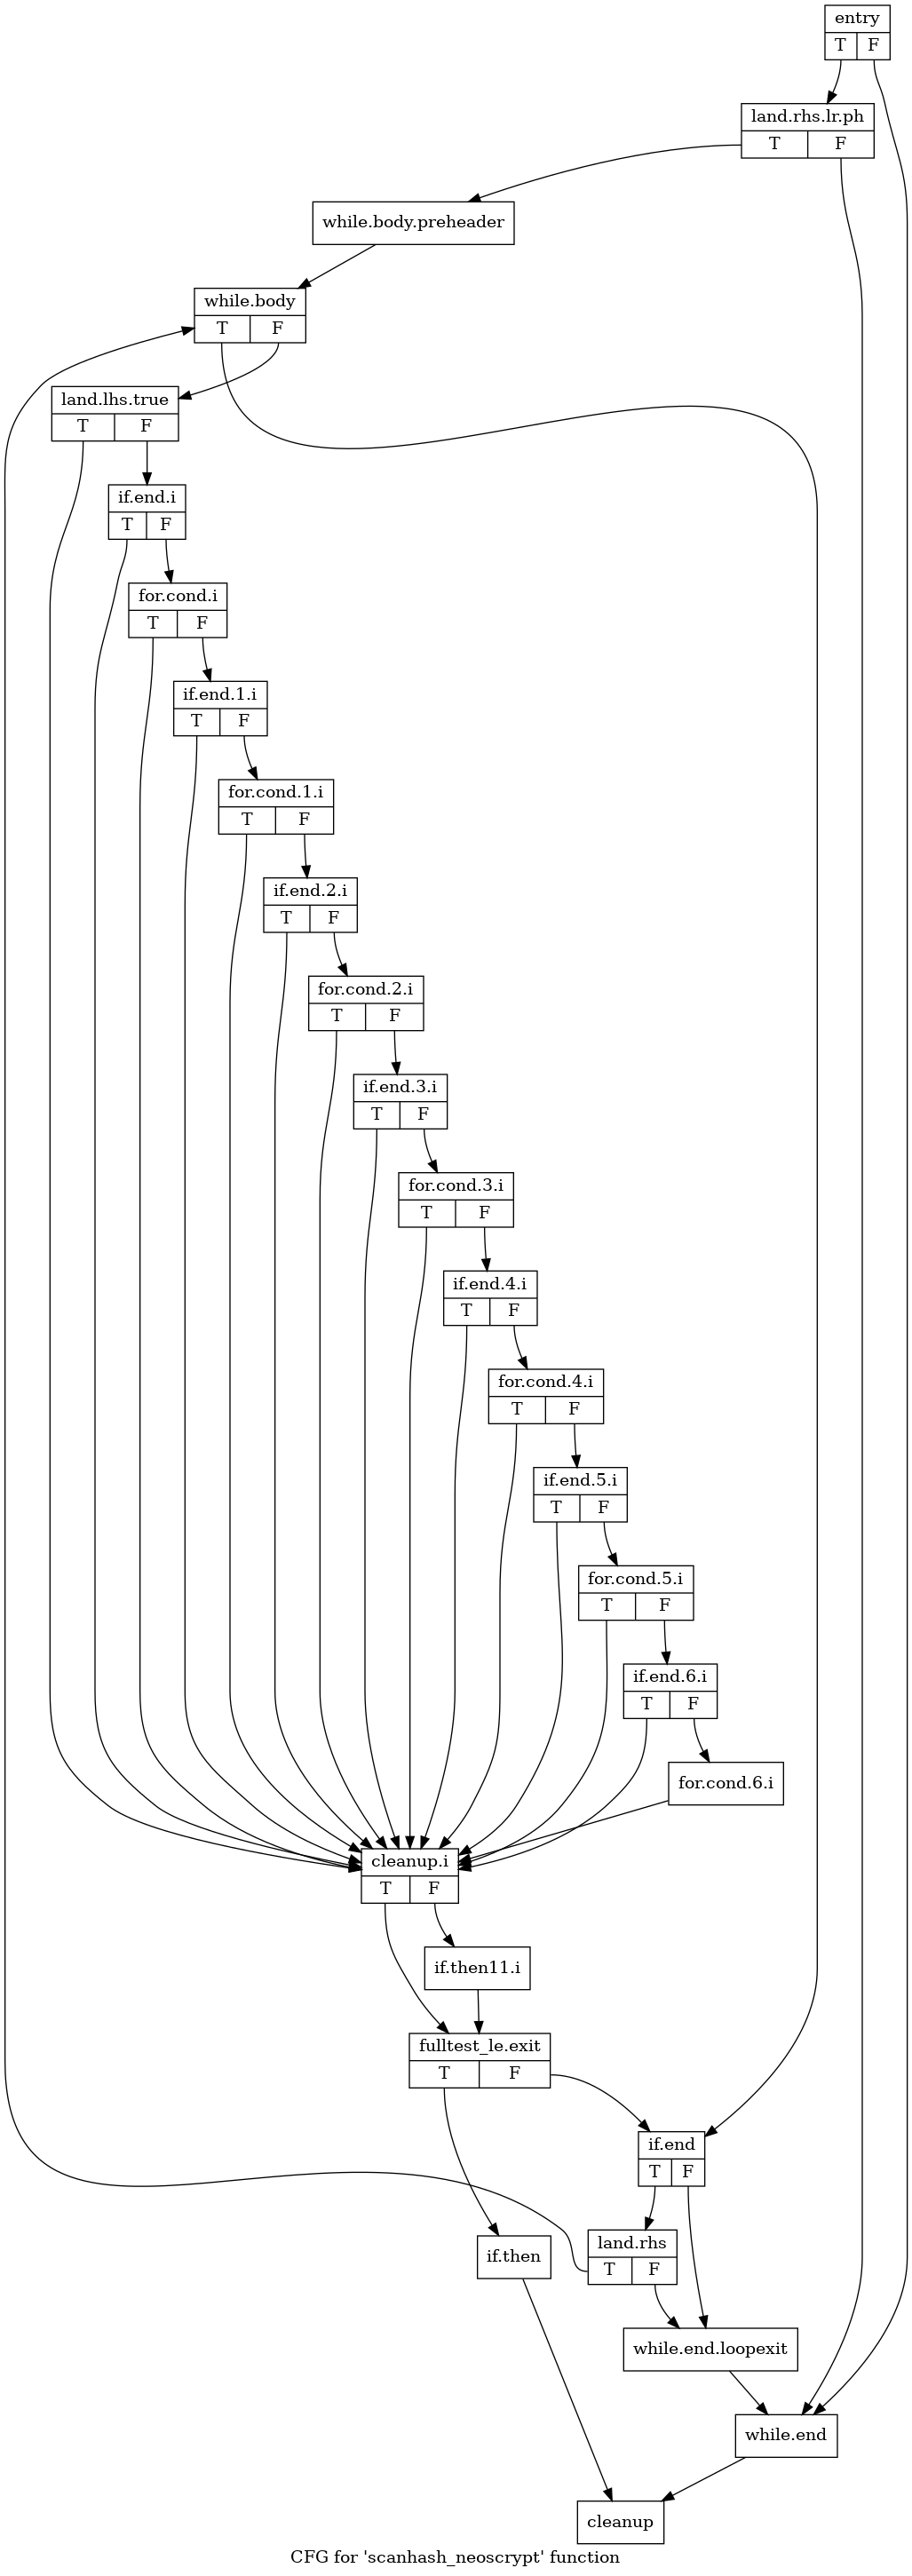 entry
T F
land.rhs.lr.ph
T F
while.body.preheader
while.body
T F
land.lhs.true
T F
if.end.i
T F
for.cond.i
T F
if.end.1.i
T F
for.cond.1.i
T F
if.end.2.i
T F
for.cond.2.i
T F
if.end.3.i
T F
for.cond.3.i
T F
if.end.4.i
T F
for.cond.4.i
T F
if.end.5.i
T F
for.cond.5.i
T F
if.end.6.i
T F
for.cond.6.i
cleanup.i
T F
if.then11.i
fulltest_le.exit
T F
if.end
T F
land.rhs
T F
if.then
while.end.loopexit
while.end
cleanup
CFG for 'scanhash_neoscrypt' function